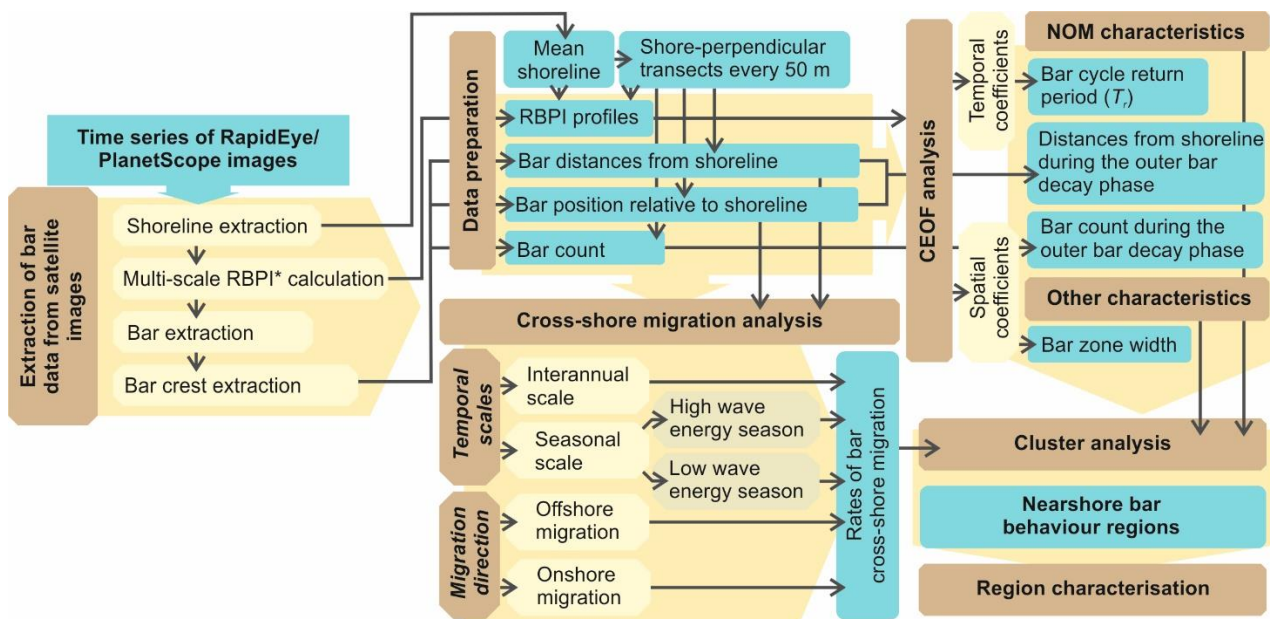 Time series of RapidEye/
PlanetScope images
Extraction of bar
data from satellite
images
Shoreline extraction
Multi-scale RBPI* calculation
Bar extraction
Bar crest extraction
Data preparation
Mean
shoreline
Shore-perpendicular
transects every 50 m
RBPI profiles
Bar distances from shoreline
Bar position relative to shoreline
Bar count
Cross-shore migration analysis
Temporal
scales
Interannual
scale
Seasonal
scale
High wave
energy season
Low wave
energy season
Migration
direction
Offshore
migration
Onshore
migration
Rates of bar
cross-shore migration
CEOF analysis
Temporal
coefficients
Spatial
coefficients
NOM characteristics
Bar cycle return
period (Tr)
Distances from shoreline
during the outer bar
decay phase
Bar count during the
outer bar decay phase
Other characteristics
Bar zone width
Cluster analysis
Nearshore bar
behaviour regions
Region characterisation